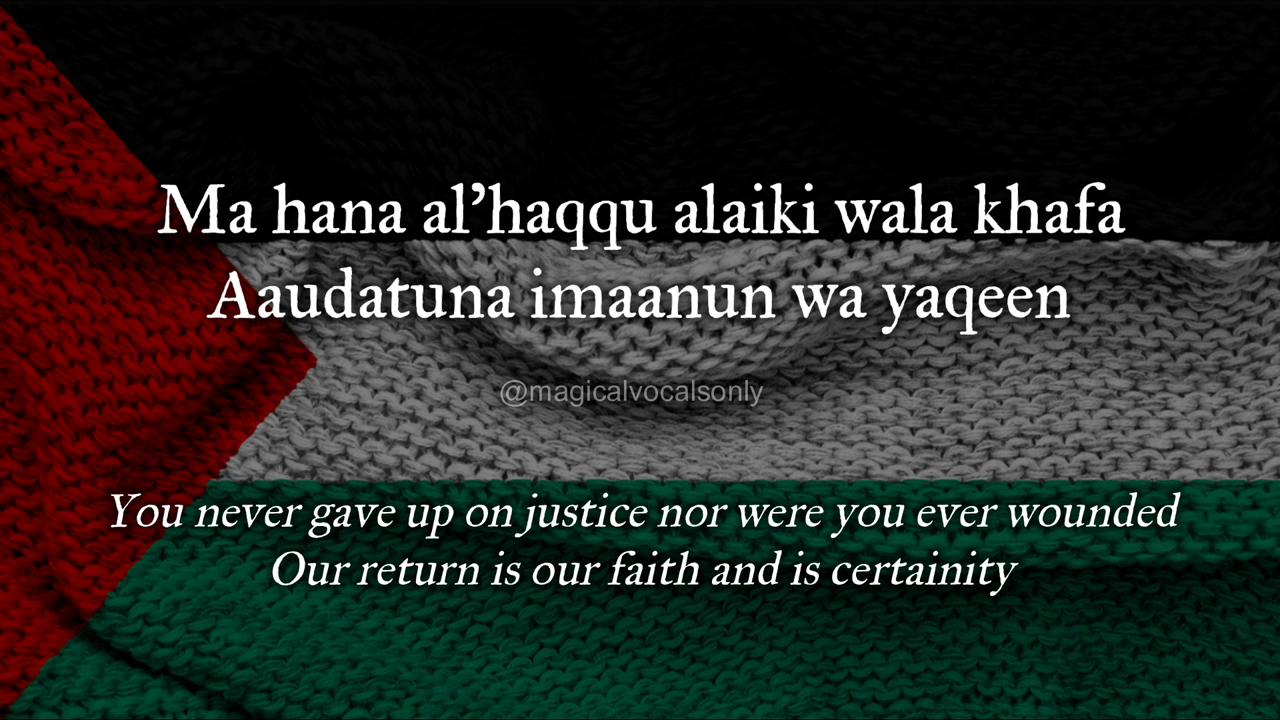 Ma hana al’haqqu alaiki wala khafa
Aaudatuna imaanun wa yaqeen
@magicalvocalsonly
You never gave up on justice nor were you ever wounded
Our return is our faith and is certainity